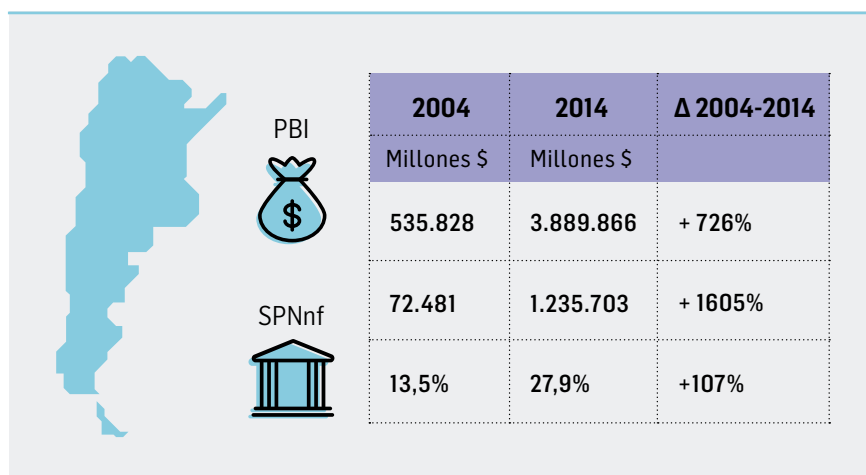 2004 2014 Δ 2004-2014
Millones $ Millones $
PBI
$
535.828 3.889.866 + 726%
SPNnf
72.481 1.235.703 + 1605%
13,5% 27,9% +107%